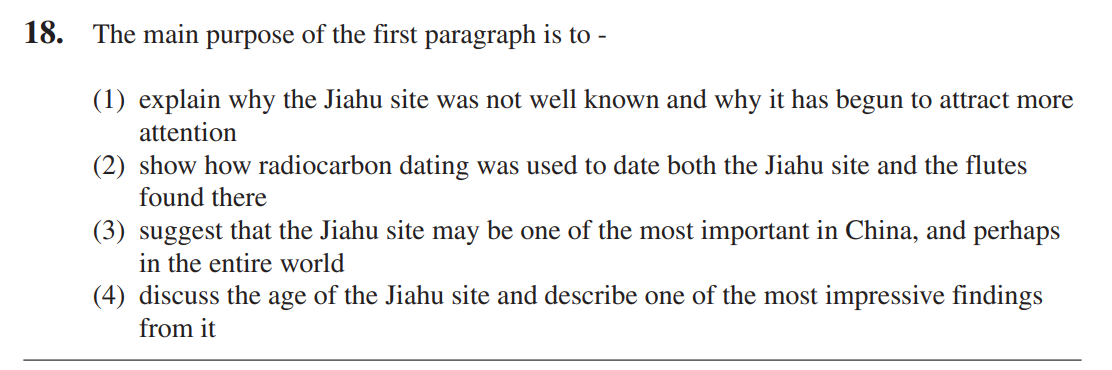 18. The main purpose of the first paragraph is to -
(1) explain why the Jiahu site was not well known and why it has begun to attract more
attention
(2) show how radiocarbon dating was used to date both the Jiahu site and the flutes
found there
(3) suggest that the Jiahu site may be one of the most important in China, and perhaps
in the entire world
(4) discuss the age of the Jiahu site and describe one of the most impressive findings
from it